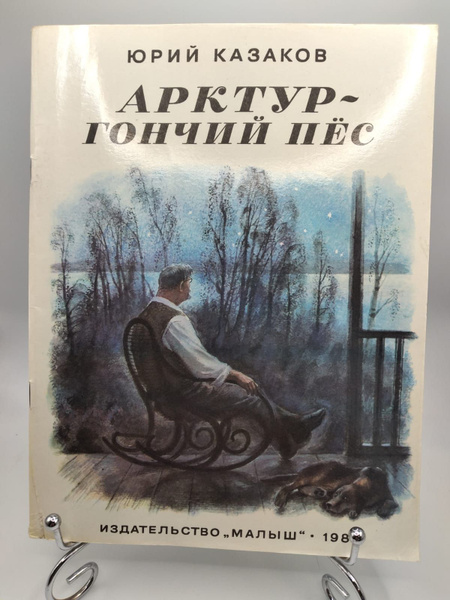 ЮРИЙ КАЗАКОВ
АРКТУР-
ГОНЧИЙ ПЁС
ИЗДАТЕЛЬСТВО „МАЛЫШ“ · 198